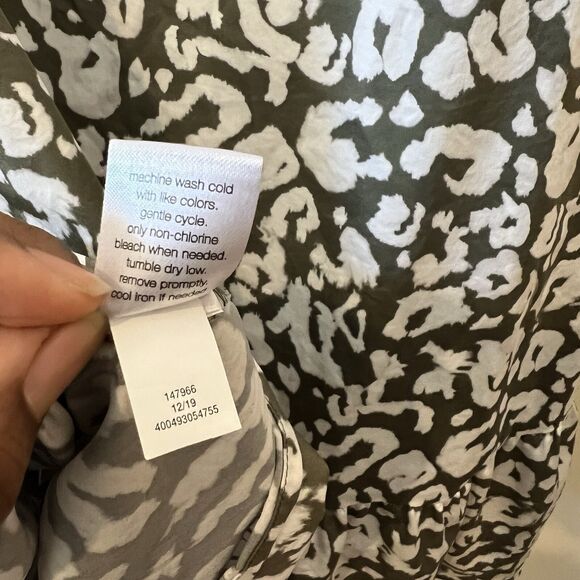 machine wash cold
with like colors.
gentle cycle.
only non-chlorine
bleach when needed.
tumble dry low.
remove promptly.
cool iron if needed.
147966
12/19
400493054755